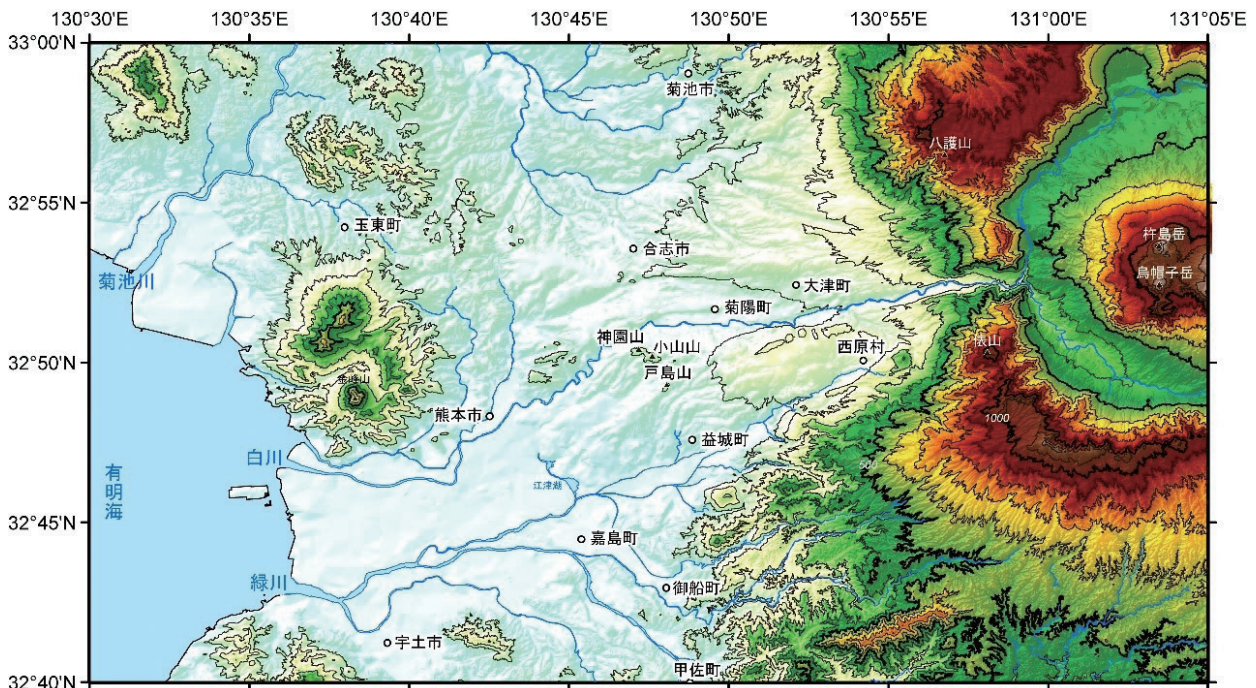 130°30'E 130°35'E 130°40'E 130°45'E 130°50'E 130°55'E 131°00'E 131°05'E
33°00'N
菊池市
八護山
32°55'N
玉東町
合志市
杵島岳
菊池川
烏帽子岳
大津町
菊陽町
神園山
小山山
西原村
俵山
32°50'N
戸島山
金峰山
熊本市
1000
益城町
白川
600
有明海
江津湖
32°45'N
嘉島町
緑川
御船町
宇土市
甲佐町
32°40'N